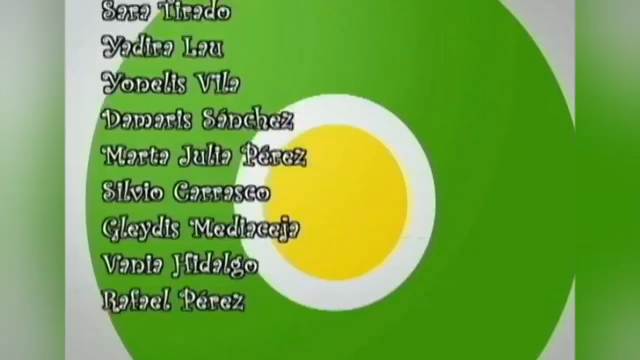 Sara Tirado
Yadira Lau
Yonelis Vila
Damaris Sánchez
Marta Julia Pérez
Silvio Carrasco
Gleydis Mediaceja
Vania Hidalgo
Rafael Pérez